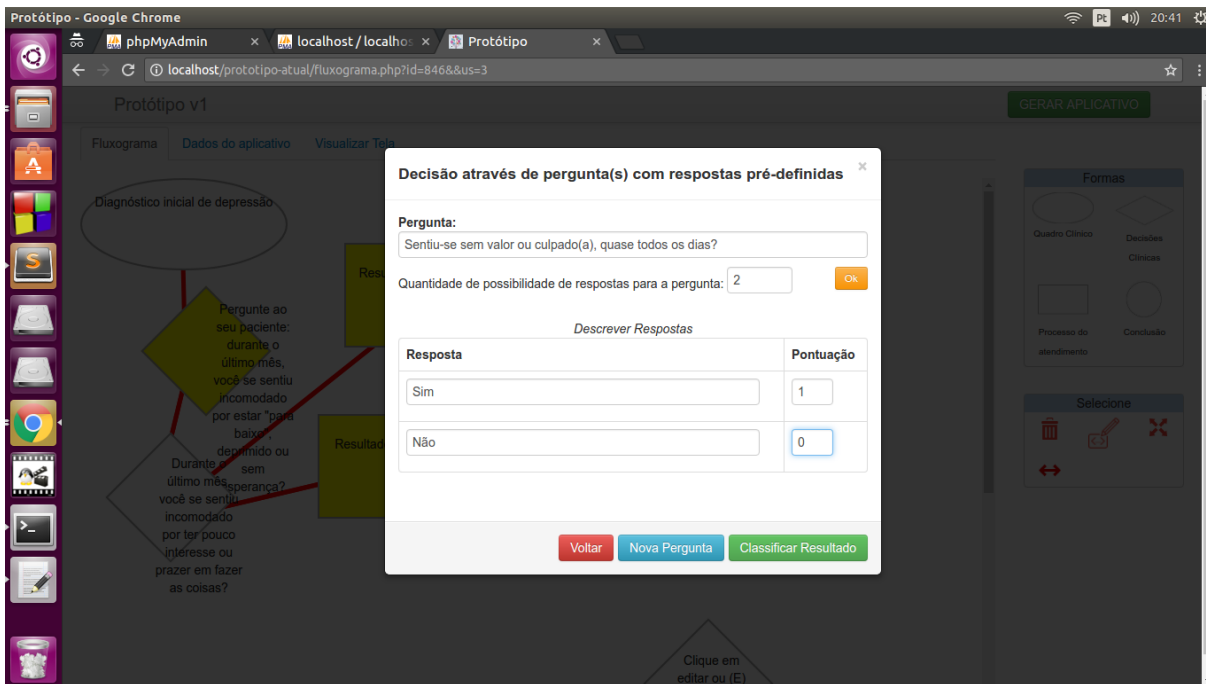 Protótipo - Google Chrome
Pt
20:41
phpMyAdmin
localhost / localhos
Protótipo
localhost/prototipo-atual/fluxograma.php?id=846&&us=3
Protótipo v1
GERAR APLICATIVO
Fluxograma
Dados do aplicativo
Visualizar Tela
Diagnóstico inicial de depressão
Pergunte ao
seu paciente:
durante o
último mês,
você se sentiu
incomodado
por estar "para
baixo",
deprimido ou
sem
esperança?
Resu
Resultad
Durante o
último mês,
você se sentiu
incomodado
por ter pouco
interesse ou
prazer em fazer
as coisas?
Decisão através de pergunta(s) com respostas pré-definidas
×
Pergunta:
Sentiu-se sem valor ou culpado(a), quase todos os dias?
Quantidade de possibilidade de respostas para a pergunta: 2
Ok
Descrever Respostas
Resposta
Pontuação
Sim
1
Não
0
Voltar
Nova Pergunta
Classificar Resultado
Formas
Quadro Clínico
Decisões
Clínicas
Processo do
atendimento
Conclusão
Selecione
Clique em
editar ou (E)